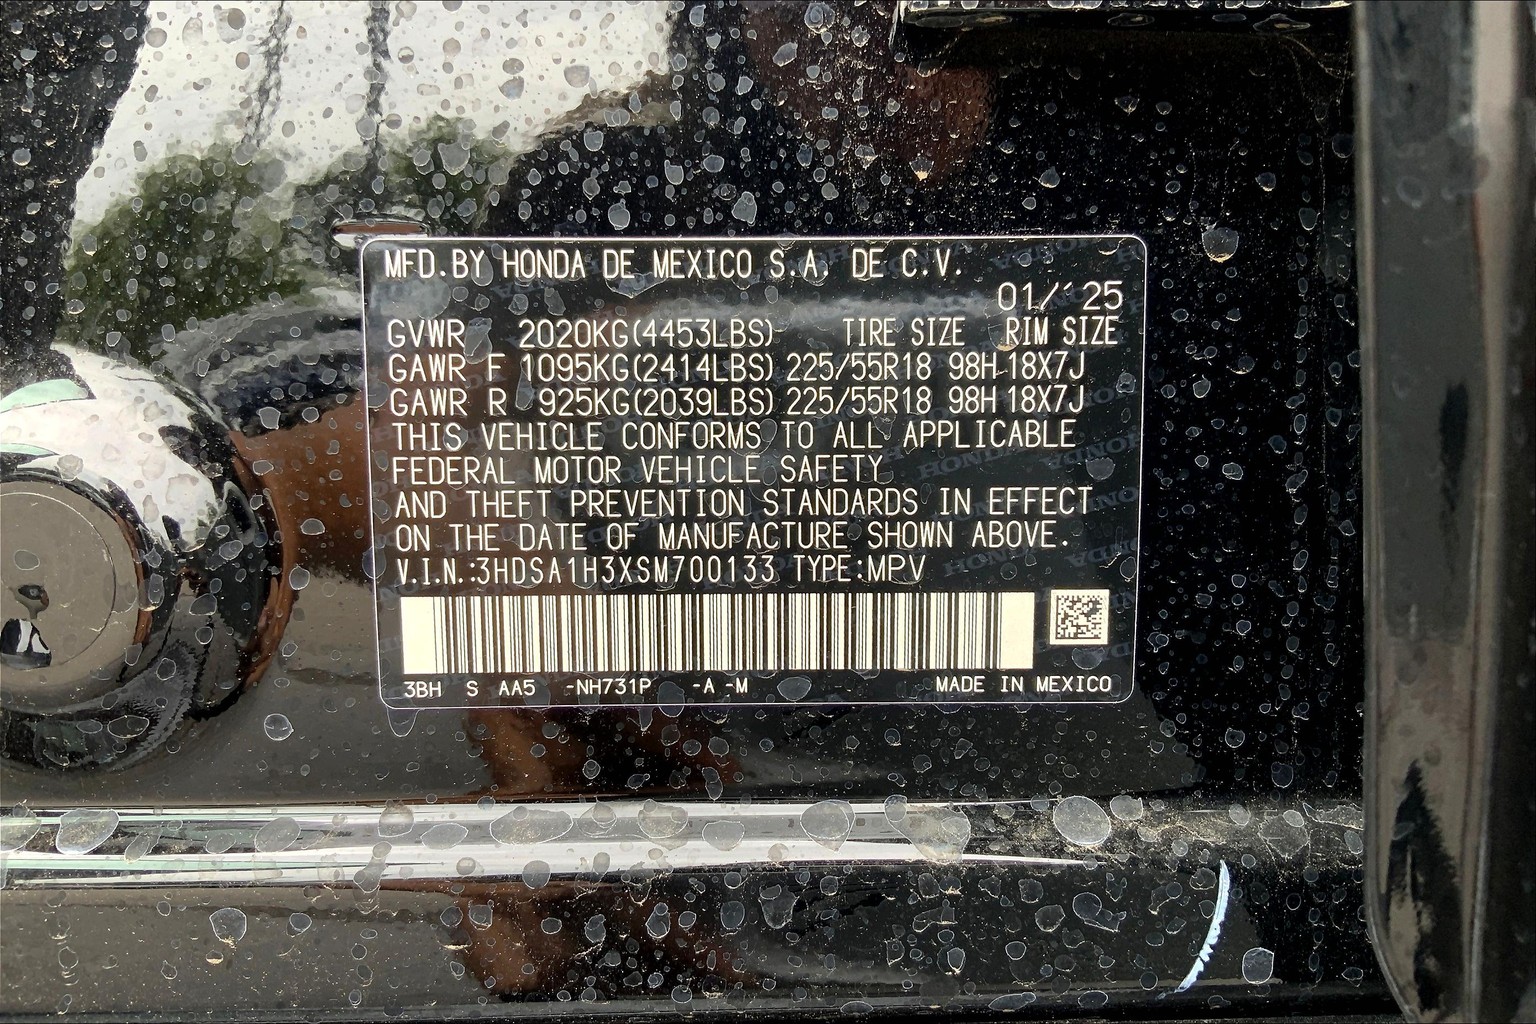 MFD.BY HONDA DE MEXICO S.A. DE C.V.
01/'25
GVWR 2020KG(4453LBS) TIRE SIZE RIM SIZE
GAWR F 1095KG(2414LBS) 225/55R18 98H 18X7J
GAWR R 925KG(2039LBS) 225/55R18 98H 18X7J
THIS VEHICLE CONFORMS TO ALL APPLICABLE
FEDERAL MOTOR VEHICLE SAFETY
AND THEFT PREVENTION STANDARDS IN EFFECT
ON THE DATE OF MANUFACTURE SHOWN ABOVE.
V.I.N.:3HDSA1H3XSM700133 TYPE:MPV
3BH S AA5 -NH731P -A -M MADE IN MEXICO